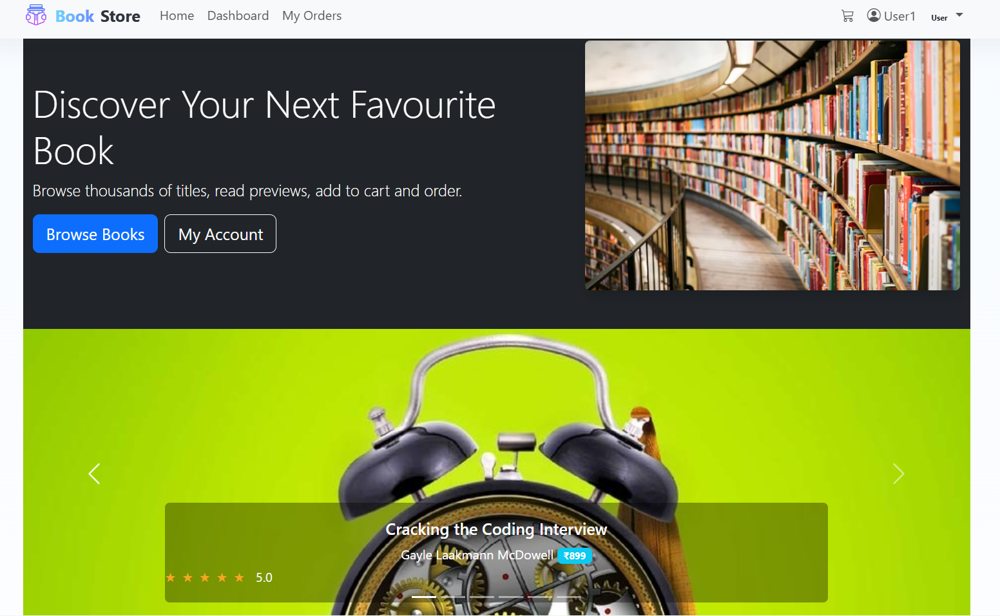 Book Store Home Dashboard My Orders User1 User
Discover Your Next Favourite
Book
Browse thousands of titles, read previews, add to cart and order.
Browse Books My Account
Cracking the Coding Interview
Gayle Laakmann McDowell ₹899
★ ★ ★ ★ ★ 5.0